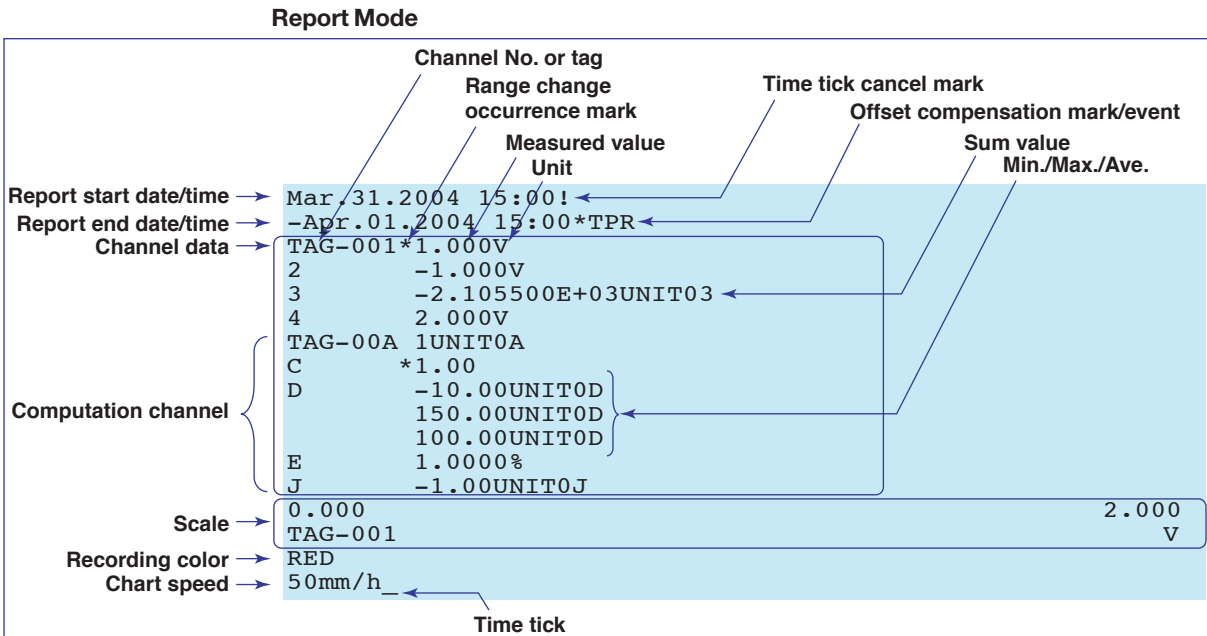 Report Mode
Channel No. or tag
Range change
occurrence mark
Time tick cancel mark
Offset compensation mark/event
Measured value
Sum value
Unit
Min./Max./Ave.
Report start date/time
Mar.31.2004 15:00!
Report end date/time
-Apr.01.2004 15:00*TPR
Channel data
TAG-001*1.000V
2 -1.000V
3 -2.105500E+03UNIT03
4 2.000V
TAG-00A 1UNIT0A
C *1.00
D -10.00UNIT0D
Computation channel
150.00UNIT0D
100.00UNIT0D
E 1.0000%
J -1.00UNIT0J
Scale
0.000 2.000
TAG-001 V
Recording color
RED
Chart speed
50mm/h_
Time tick